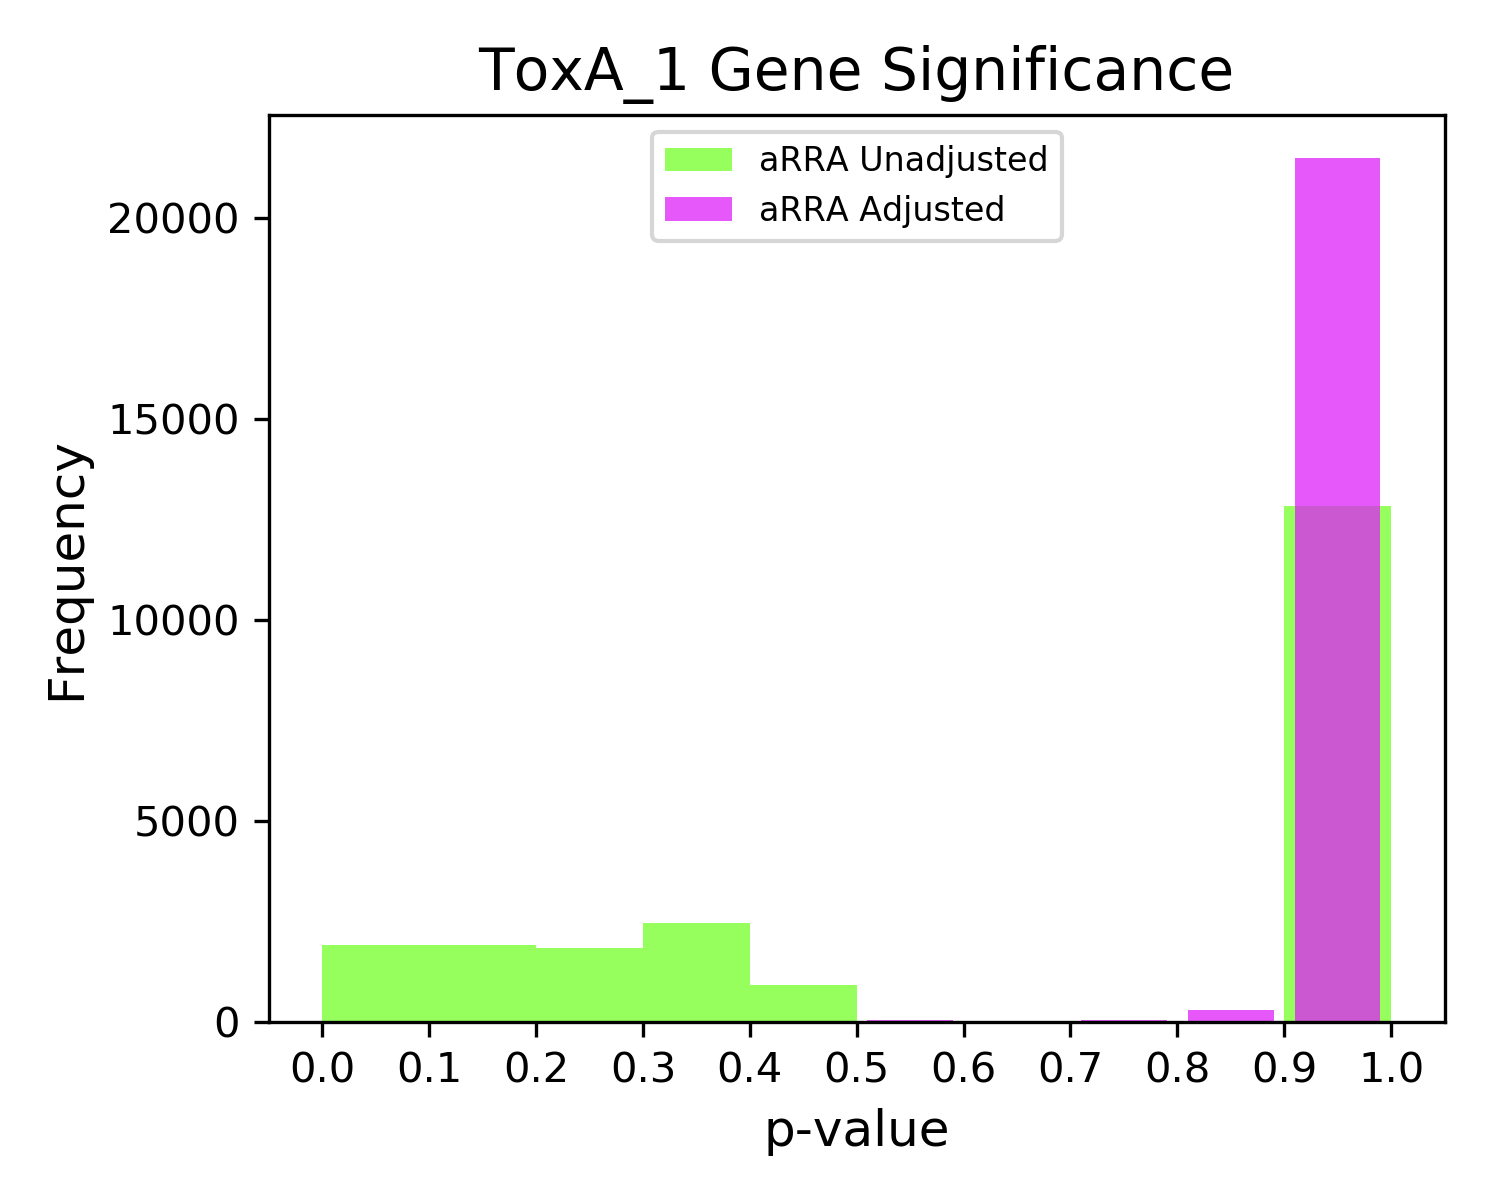 ToxA_1 Gene Significance
aRRA Unadjusted
aRRA Adjusted
20000
15000
10000
5000
0
Frequency
0.0 0.1 0.2 0.3 0.4 0.5 0.6 0.7 0.8 0.9 1.0
p-value